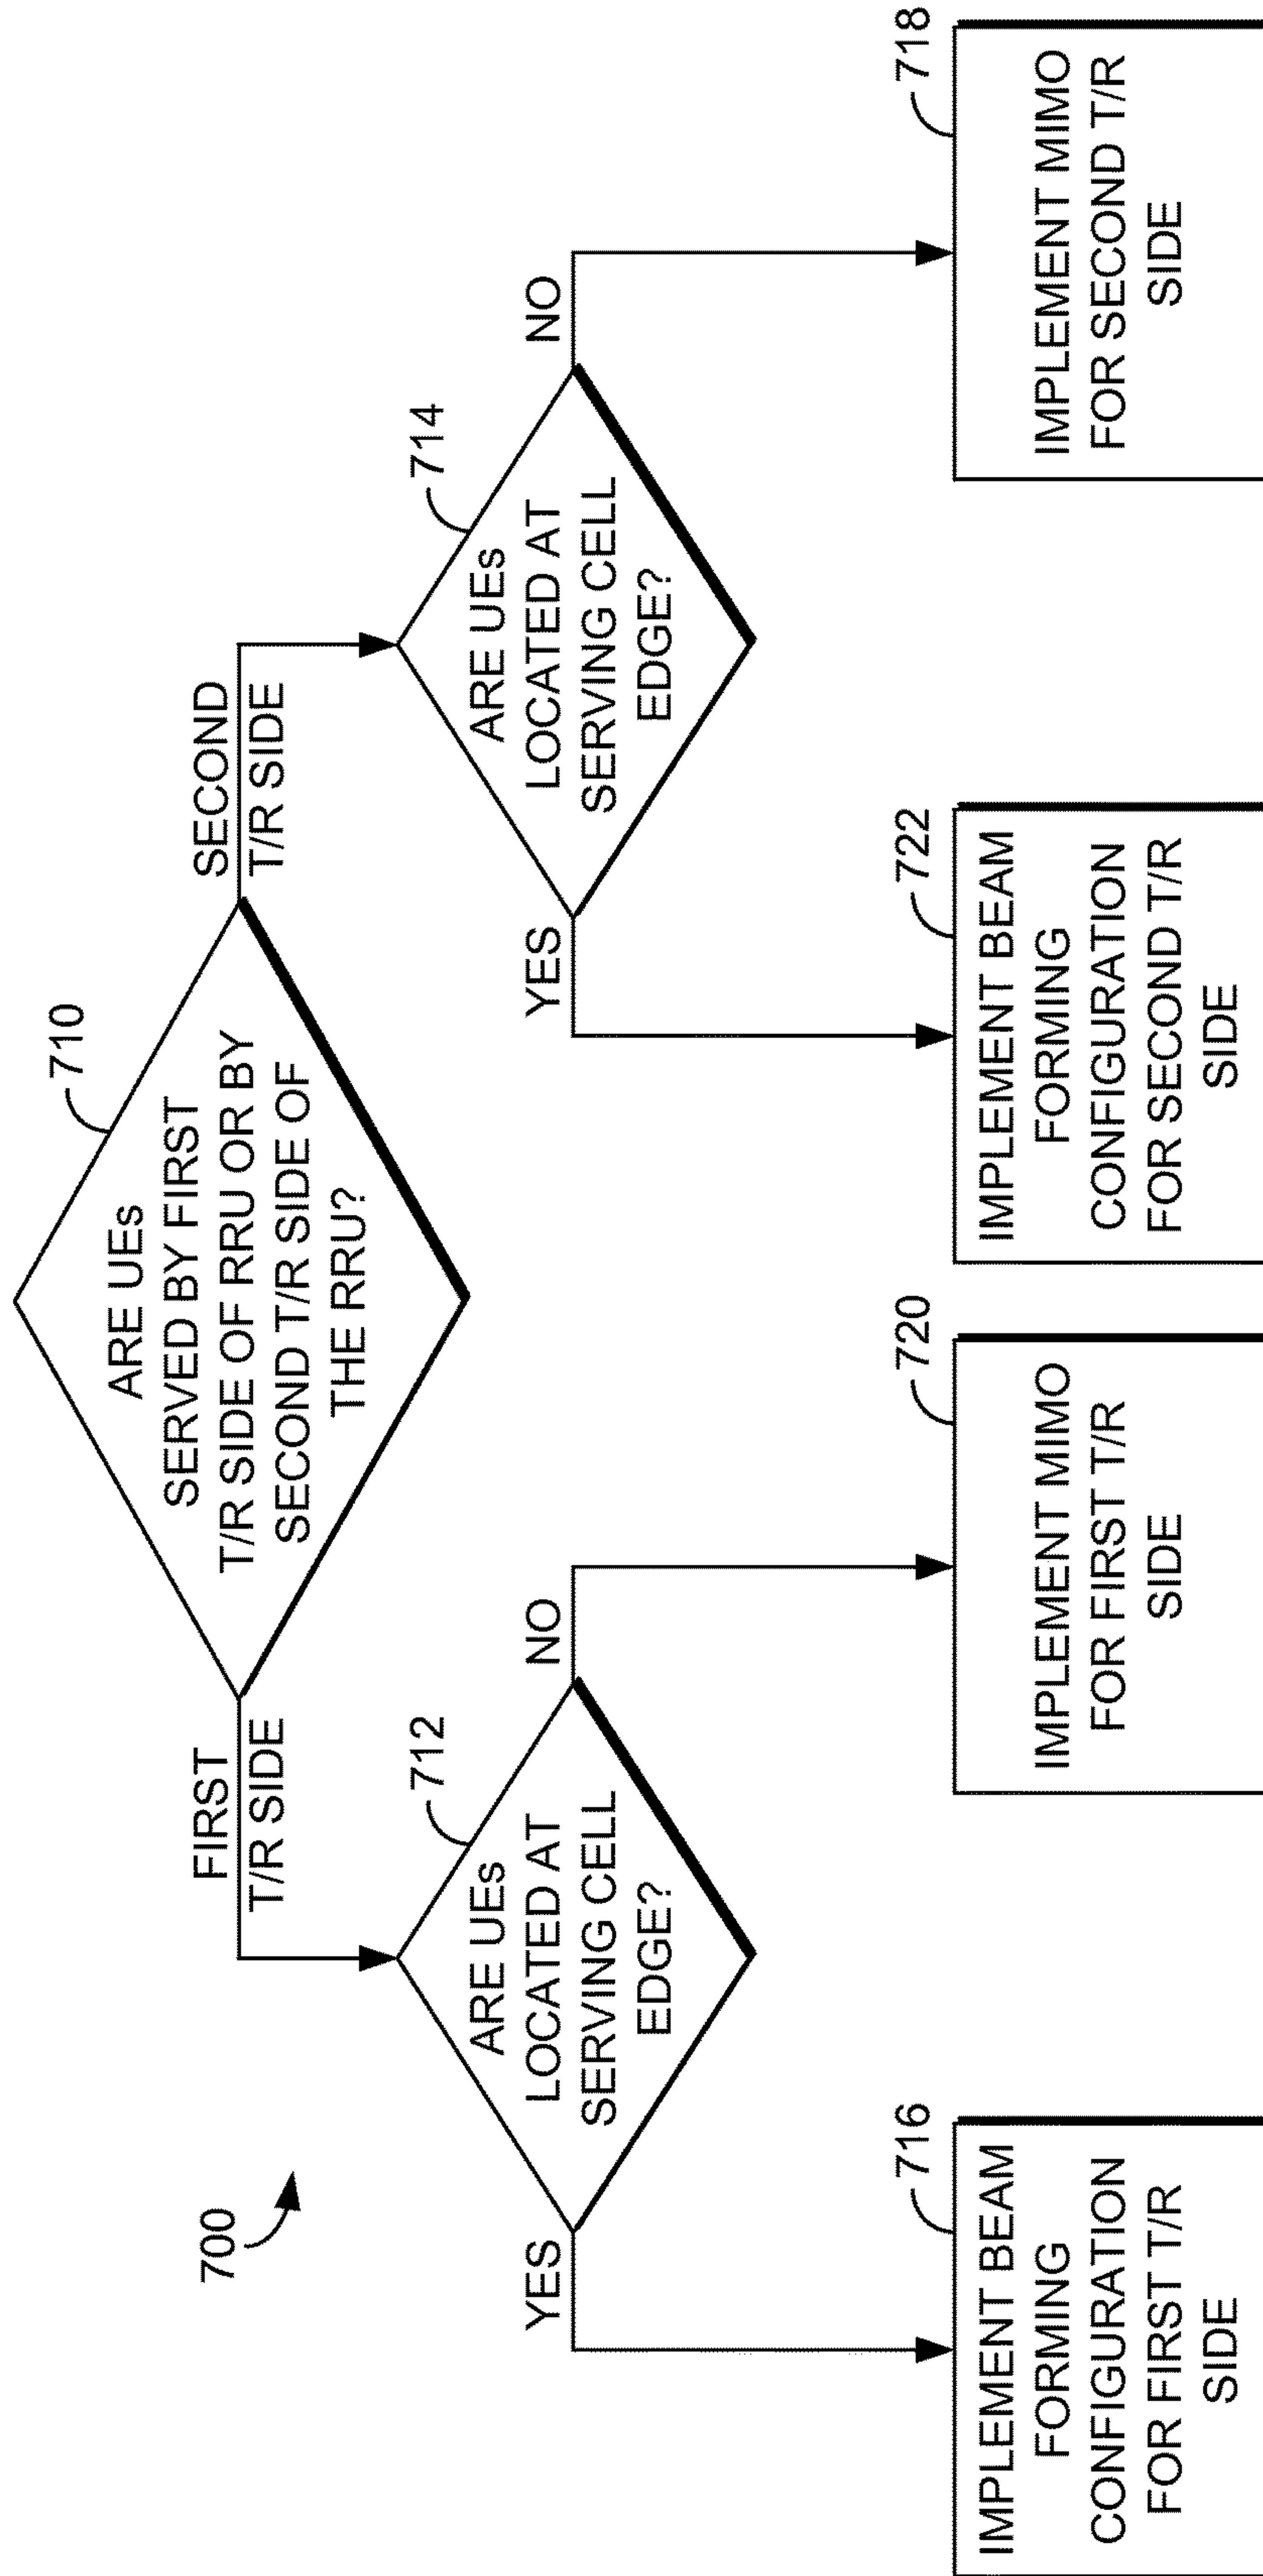 700
710
ARE UEs
SERVED BY FIRST
T/R SIDE OF RRU OR BY
SECOND T/R SIDE OF
THE RRU?
FIRST
T/R SIDE
SECOND
T/R SIDE
712
ARE UEs
LOCATED AT
SERVING CELL
EDGE?
YES
NO
714
ARE UEs
LOCATED AT
SERVING CELL
EDGE?
YES
NO
716
IMPLEMENT BEAM
FORMING
CONFIGURATION
FOR FIRST T/R
SIDE
720
IMPLEMENT MIMO
FOR FIRST T/R
SIDE
722
IMPLEMENT BEAM
FORMING
CONFIGURATION
FOR SECOND T/R
SIDE
718
IMPLEMENT MIMO
FOR SECOND T/R
SIDE